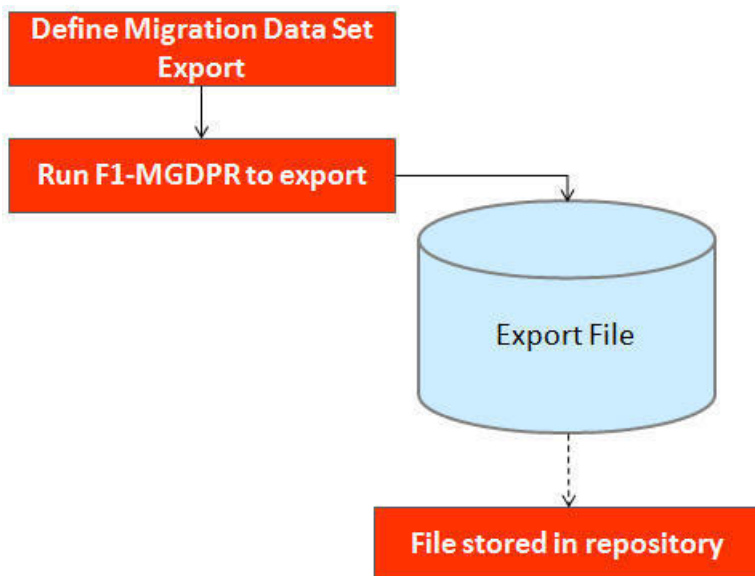 Define Migration Data Set
Export
Run F1-MGDPR to export
Export File
File stored in repository